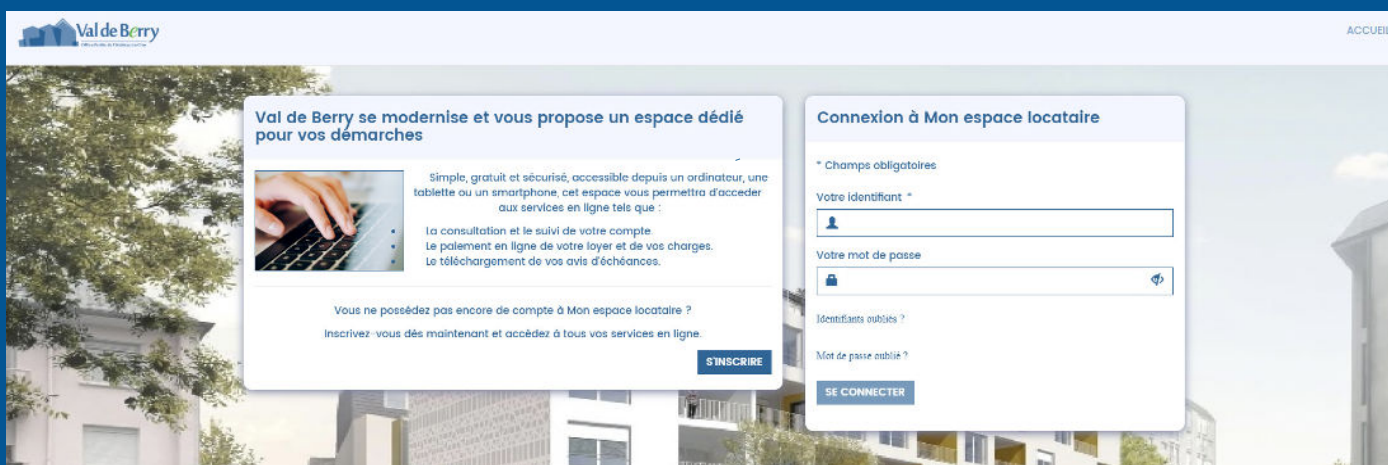 Val de Berry
ACCUEIL
Val de Berry se modernise et vous propose un espace dédié
pour vos démarches
Simple, gratuit et sécurisé, accessible depuis un ordinateur, une
tablette ou un smartphone, cet espace vous permettra d'acceder
aux services en ligne tels que :
La consultation et le suivi de votre compte.
Le paiement en ligne de votre loyer et de vos charges.
Le téléchargement de vos avis d'échéances.
Vous ne possédez pas encore de compte à Mon espace locataire ?
Inscrivez-vous dès maintenant et accédez à tous vos services en ligne.
S'INSCRIRE
Connexion à Mon espace locataire
* Champs obligatoires
Votre identifiant *
Votre mot de passe
Identifiants oubliés ?
Mot de passe oublié ?
SE CONNECTER